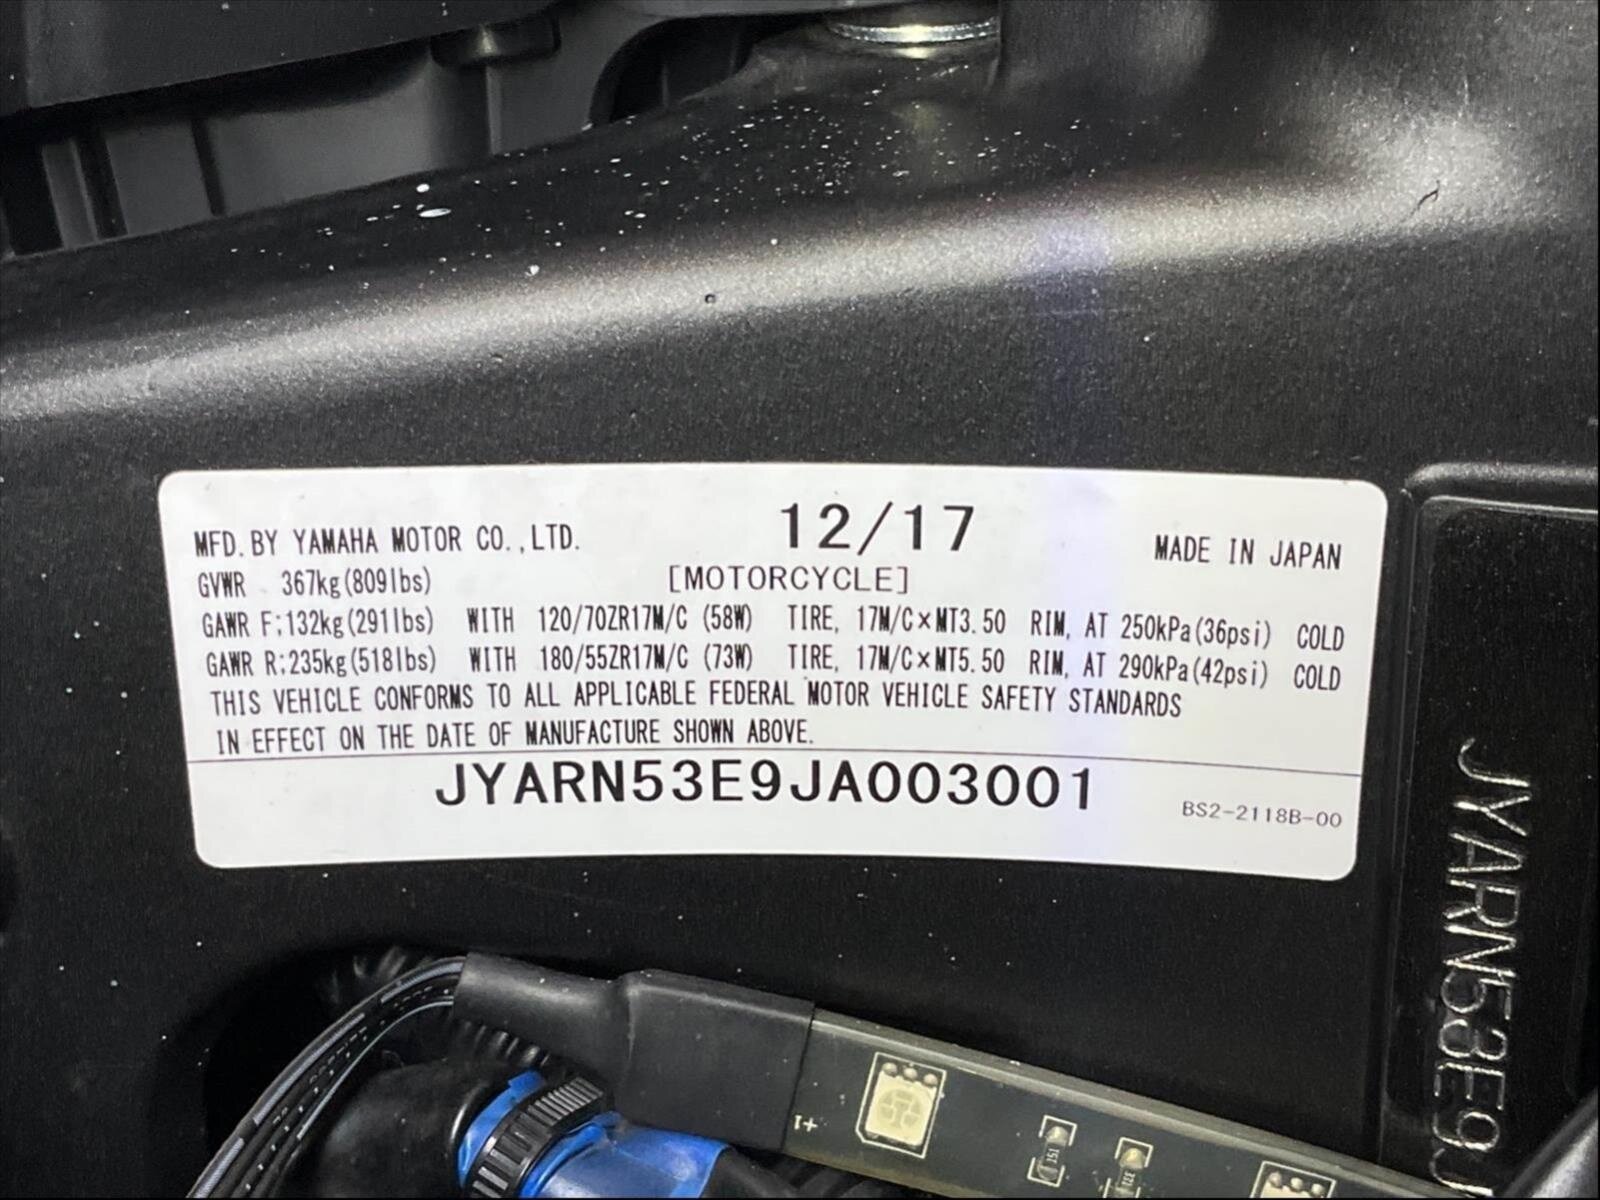 MFD. BY YAMAHA MOTOR CO.,LTD. 12/17 MADE IN JAPAN
GVWR 367kg(809lbs) [MOTORCYCLE]
GAWR F:132kg(291lbs) WITH 120/70ZR17M/C (58W) TIRE, 17M/C×MT3.50 RIM, AT 250kPa(36psi) COLD
GAWR R:235kg(518lbs) WITH 180/55ZR17M/C (73W) TIRE, 17M/C×MT5.50 RIM, AT 290kPa(42psi) COLD
THIS VEHICLE CONFORMS TO ALL APPLICABLE FEDERAL MOTOR VEHICLE SAFETY STANDARDS
IN EFFECT ON THE DATE OF MANUFACTURE SHOWN ABOVE.
JYARN53E9JA003001 BS2-2118B-00
JYARN53E9J
+1
151